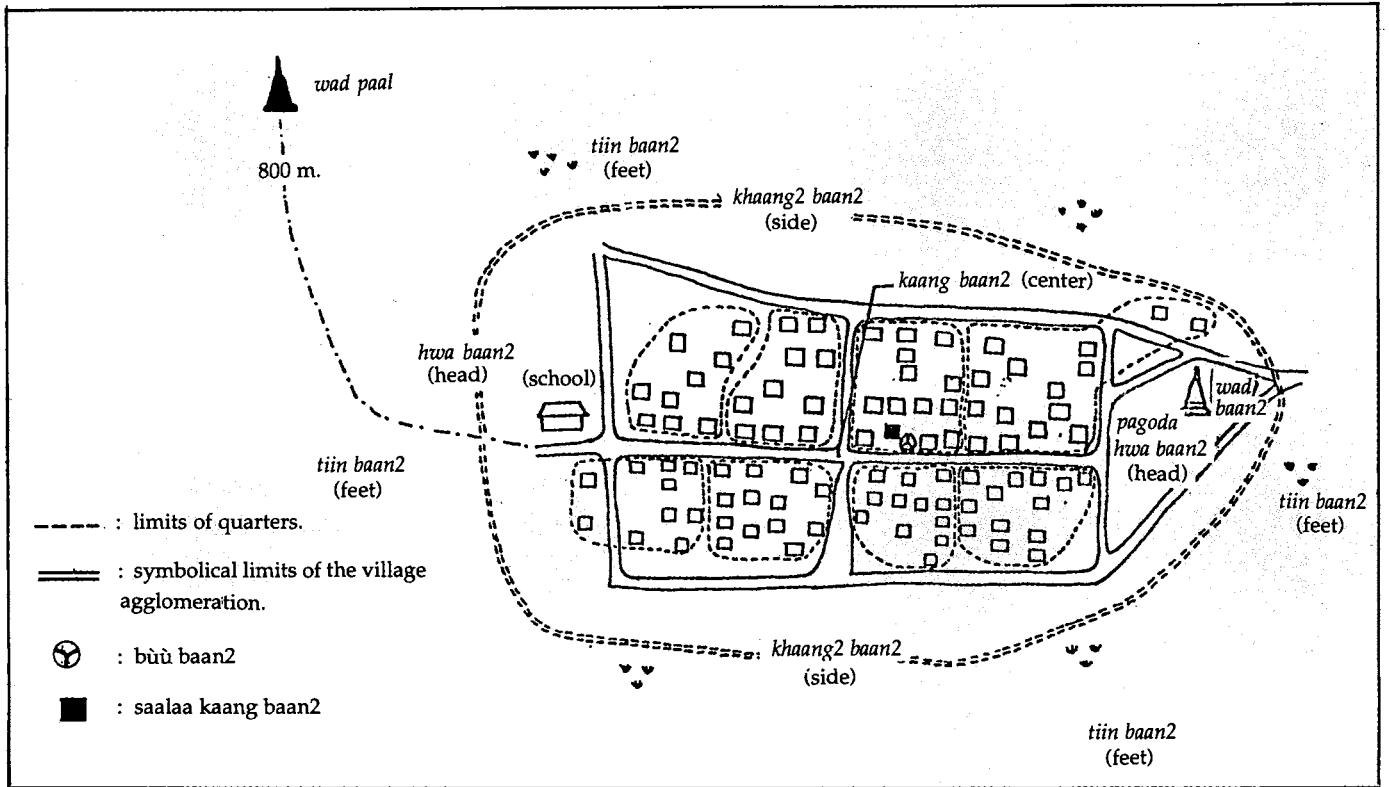 wad paal
800 m.
tiin baan2
(feet)
khaang2 baan2
(side)
kaang baan2 (center)
hwa baan2
(head)
(school)
wad
baan2
pagoda
hwa baan2
(head)
tiin baan2
(feet)
tiin baan2
(feet)
: limits of quarters.
: symbolical limits of the village
agglomeration.
: bùù baan2
: saalaa kaang baan2
khaang2 baan2
(side)
tiin baan2
(feet)